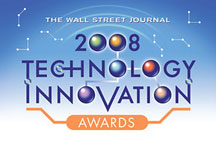 THE WALL STREET JOURNAL
2008
TECHNOLOGY
INNOVATION
AWARDS